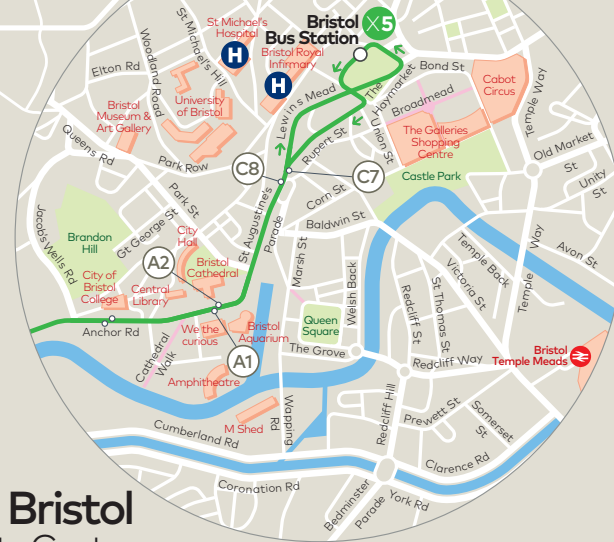 St Michael's
Hospital
H
Bristol
Bus Station
X5
St Michael's Hill
Bristol Royal
Infirmary
H
Woodland Road
Elton Rd
University
of Bristol
Bristol
Museum &
Art Gallery
Queens Rd
Park Row
Lewins Mead
Rupert St
The Haymarket
Bond St
Union St
Broadmead
Cabot
Circus
The Galleries
Shopping
Centre
Temple Way
Old Market
St
Unity
St
Castle Park
C8
C7
Park St
Gt George St
Jacob's Wells Rd
Brandon
Hill
City
Hall
A2
Bristol
Cathedral
St Augustine's
Parade
Corn St
Baldwin St
Marsh St
Welsh Back
City of
Bristol
College
Central
Library
Anchor Rd
We the
curious
Bristol
Aquarium
A1
Cathedral
Walk
Amphitheatre
Queen
Square
The Grove
Temple Back
Victoria St
St Thomas St
Redcliff St
Temple
Way
Avon St
Redcliff Way
Bristol
Temple Meads
M Shed
Wapping
Rd
Redcliff Hill
Prewett St
Somerset
St
Cumberland Rd
Clarence Rd
Coronation Rd
Bedminster
Parade
York Rd
Bristol